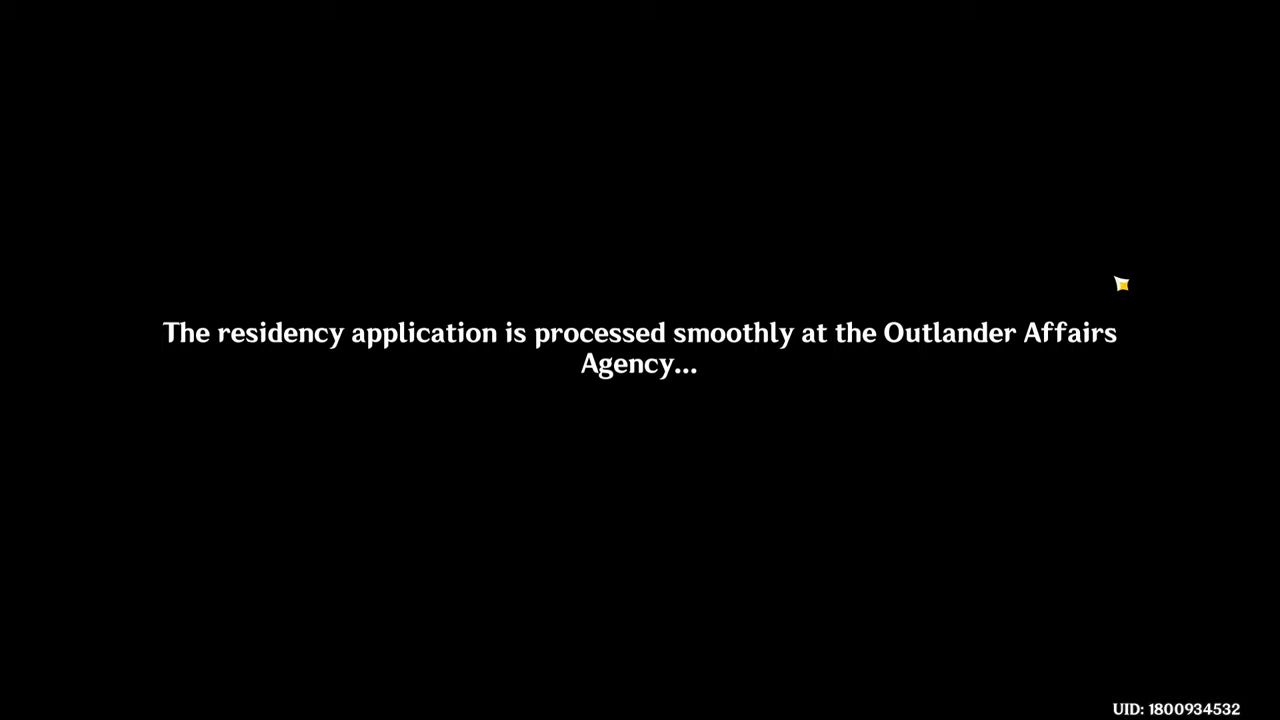 The residency application is processed smoothly at the Outlander Affairs
Agency...
UID: 1800934532